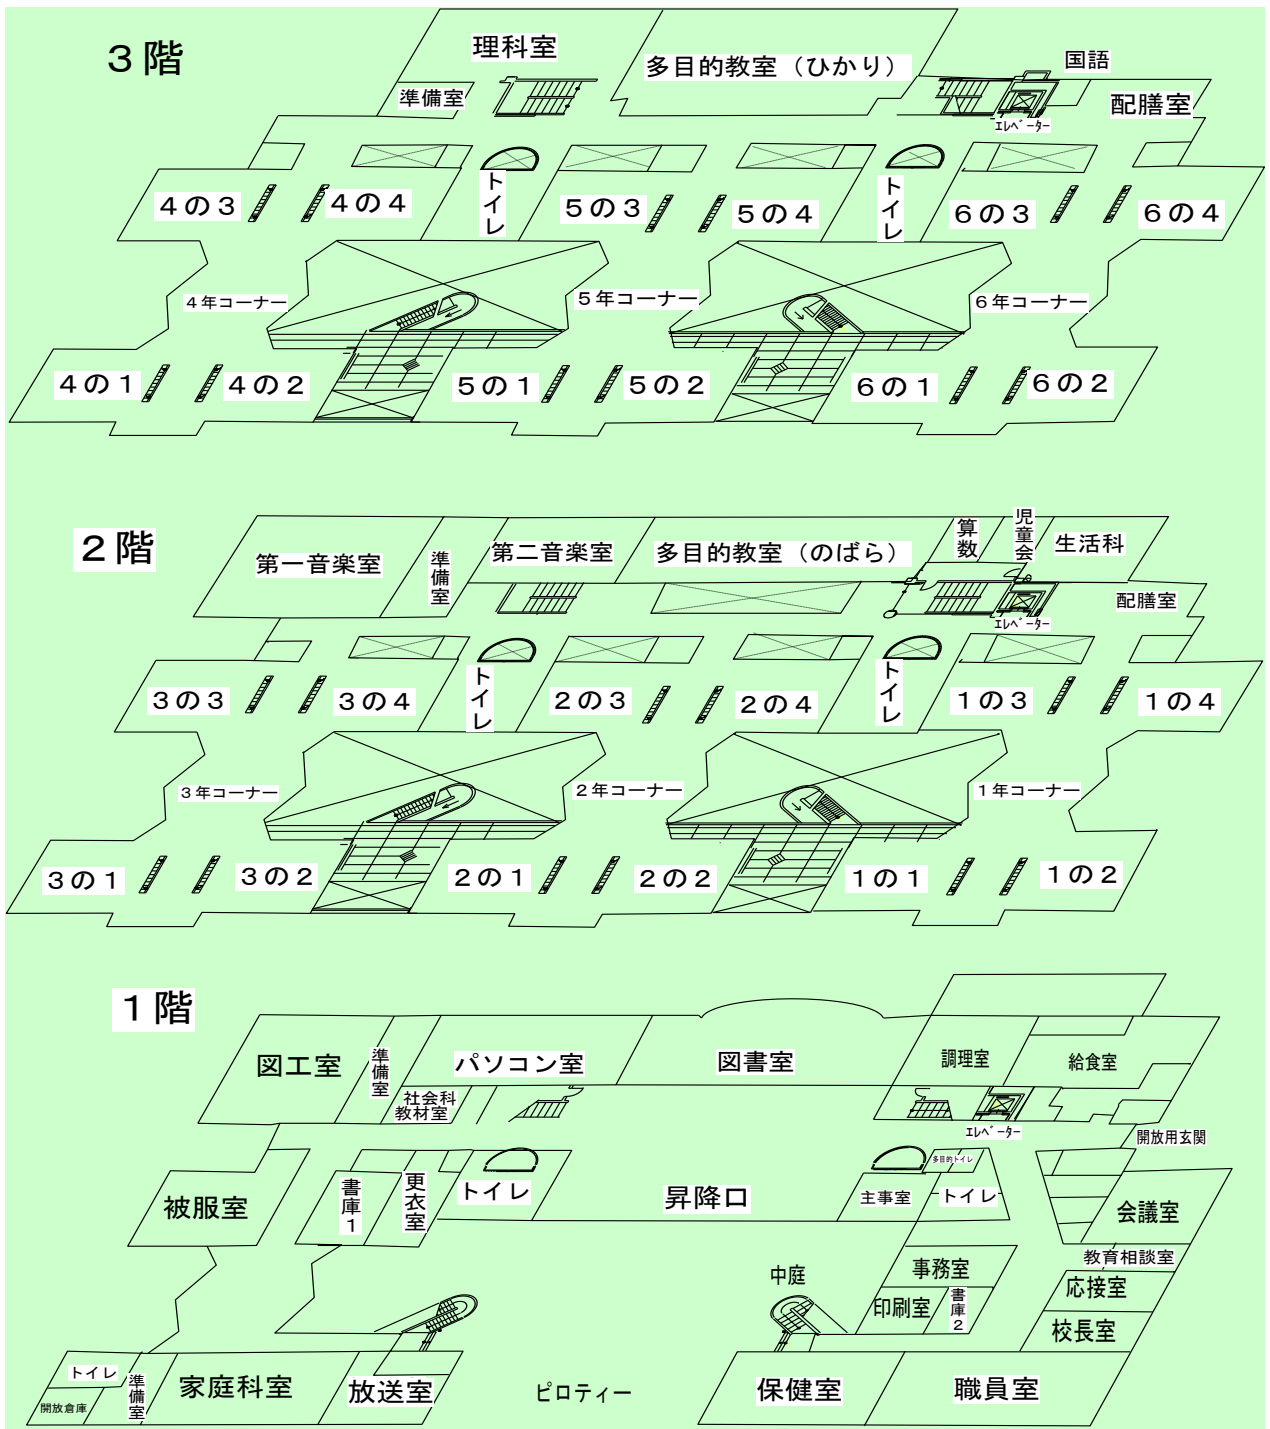 ３階
理科室
多目的教室（ひかり）
国語
準備室
配膳室
エレベーター
トイレ
トイレ
４の３
４の４
５の３
５の４
６の３
６の４
４年コーナー
５年コーナー
６年コーナー
４の１
４の２
５の１
５の２
６の１
６の２
２階
第一音楽室
準備室
第二音楽室
多目的教室（のばら）
算数
児童会
生活科
配膳室
エレベーター
トイレ
トイレ
３の３
３の４
２の３
２の４
１の３
１の４
３年コーナー
２年コーナー
１年コーナー
３の１
３の２
２の１
２の２
１の１
１の２
１階
図工室
準備室
パソコン室
図書室
調理室
給食室
社会科
教材室
エレベーター
開放用玄関
被服室
書庫１
更衣室
トイレ
昇降口
主事室
多目的トイレ
トイレ
会議室
教育相談室
事務室
中庭
応接室
印刷室
書庫２
校長室
トイレ
開放倉庫
準備室
家庭科室
放送室
ピロティー
保健室
職員室